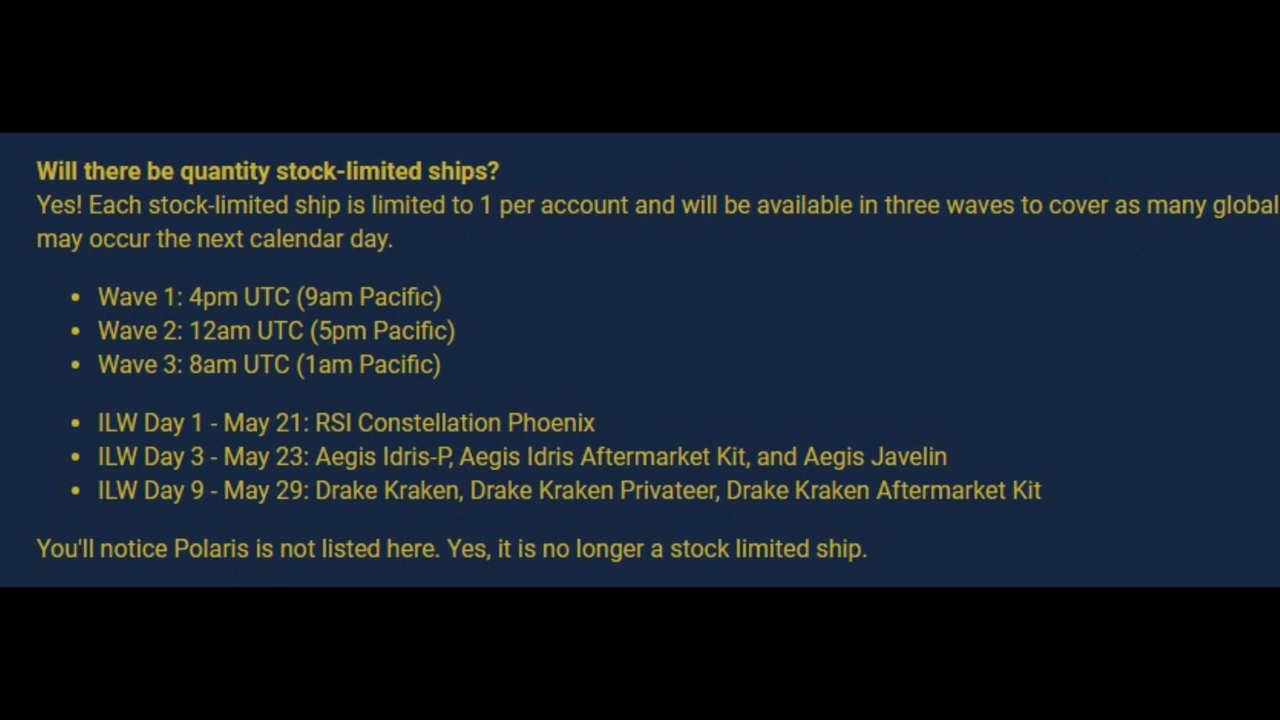 Will there be quantity stock-limited ships?
Yes! Each stock-limited ship is limited to 1 per account and will be available in three waves to cover as many global
may occur the next calendar day.
• Wave 1: 4pm UTC (9am Pacific)
• Wave 2: 12am UTC (5pm Pacific)
• Wave 3: 8am UTC (1am Pacific)
• ILW Day 1 - May 21: RSI Constellation Phoenix
• ILW Day 3 - May 23: Aegis Idris-P, Aegis Idris Aftermarket Kit, and Aegis Javelin
• ILW Day 9 - May 29: Drake Kraken, Drake Kraken Privateer, Drake Kraken Aftermarket Kit
You'll notice Polaris is not listed here. Yes, it is no longer a stock limited ship.